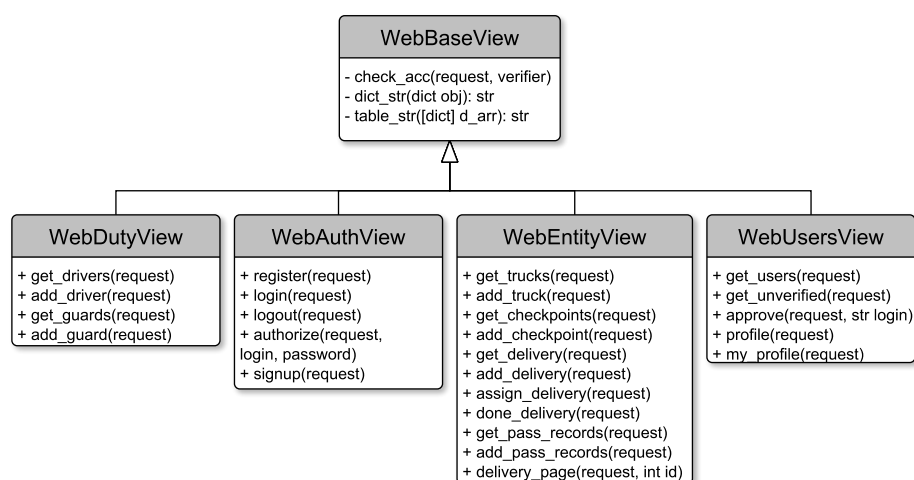 WebBaseView
- check_acc(request, verifier)
- dict_str(dict obj): str
- table_str([dict] d_arr): str
WebDutyView
+ get_drivers(request)
+ add_driver(request)
+ get_guards(request)
+ add_guard(request)
WebAuthView
+ register(request)
+ login(request)
+ logout(request)
+ authorize(request,
login, password)
+ signup(request)
WebEntityView
+ get_trucks(request)
+ add_truck(request)
+ get_checkpoints(request)
+ add_checkpoint(request)
+ get_delivery(request)
+ add_delivery(request)
+ assign_delivery(request)
+ done_delivery(request)
+ get_pass_records(request)
+ add_pass_records(request)
+ delivery_page(request, int id)
WebUsersView
+ get_users(request)
+ get_unverified(request)
+ approve(request, str login)
+ profile(request)
+ my_profile(request)